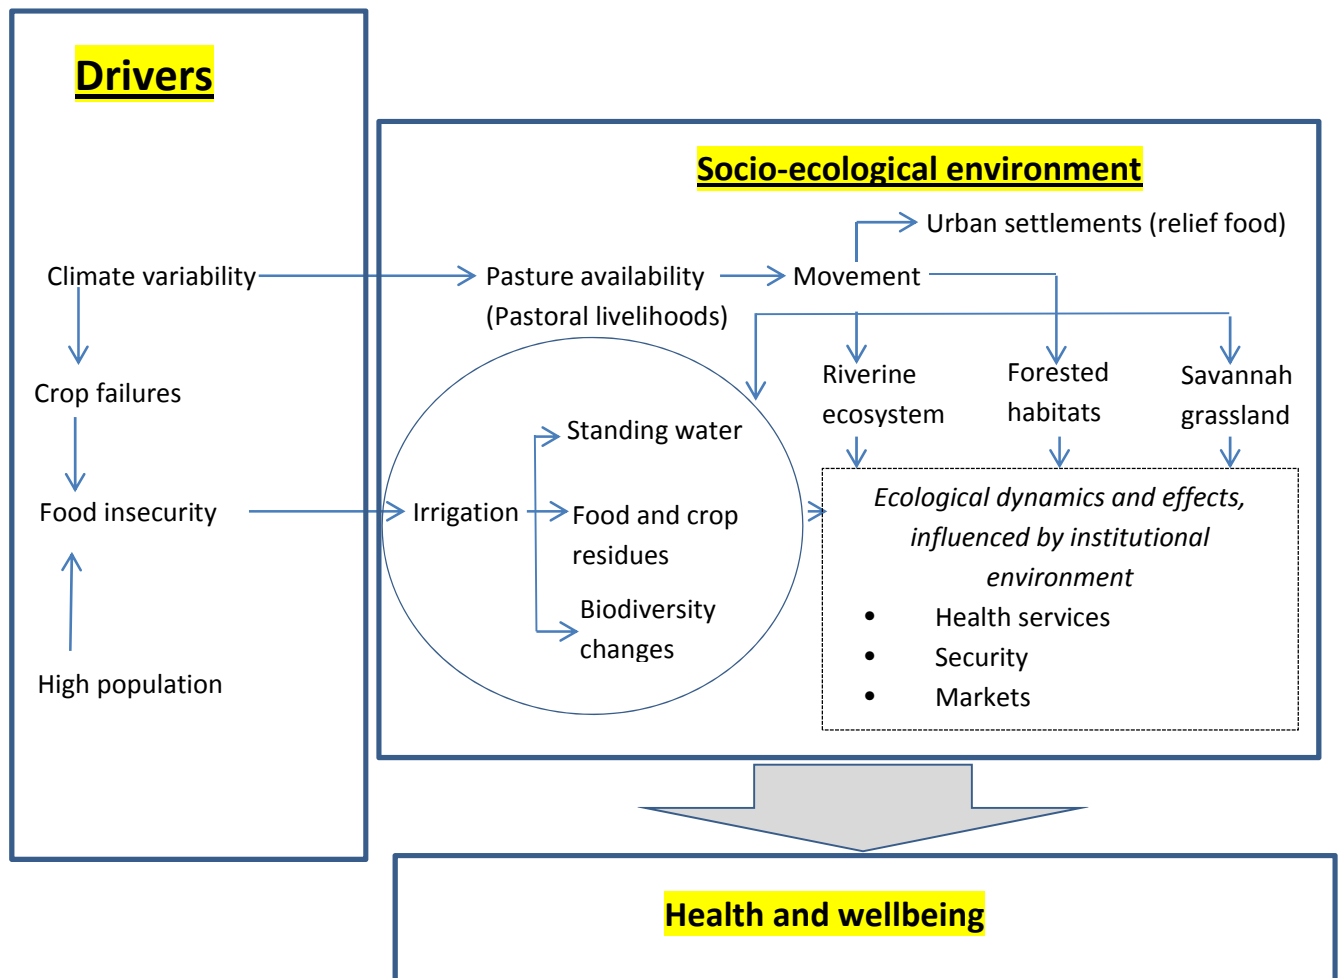 Drivers
Socio-ecological environment
Urban settlements (relief food)
Climate variability
Pasture availability
(Pastoral livelihoods)
Movement
Crop failures
Riverine
ecosystem
Forested
habitats
Savannah
grassland
Standing water
Food insecurity
Irrigation
Food and crop
residues
Biodiversity
changes
High population
Ecological dynamics and effects,
influenced by institutional
environment
• Health services
• Security
• Markets
Health and wellbeing